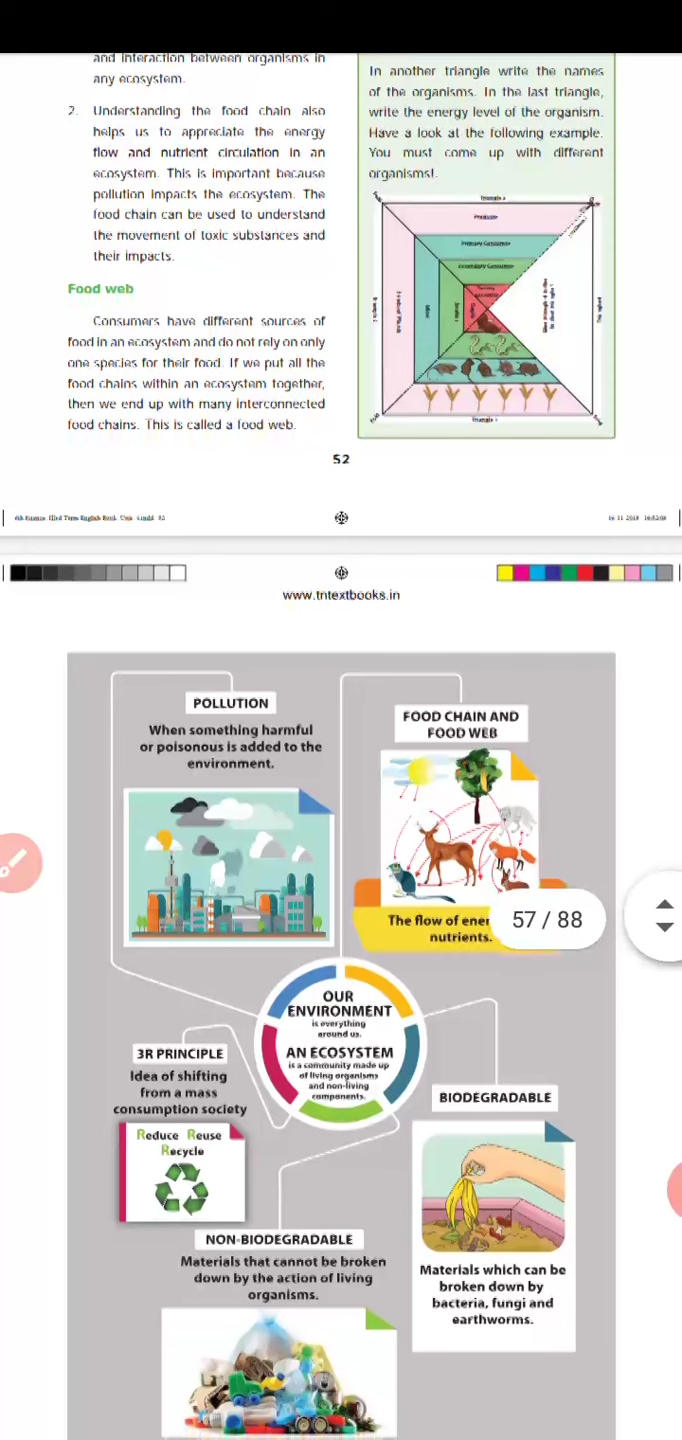 and interaction between organisms in
any ecosystem.
2. Understanding the food chain also
helps us to appreciate the energy
flow and nutrient circulation in an
ecosystem. This is important because
pollution impacts the ecosystem. The
food chain can be used to understand
the movement of toxic substances and
their impacts.
Food web
Consumers have different sources of
food in an ecosystem and do not rely on only
one species for their food. If we put all the
food chains within an ecosystem together,
then we end up with many interconnected
food chains. This is called a food web.
In another triangle write the names
of the organisms. In the last triangle,
write the energy level of the organism.
Have a look at the following example.
You must come up with different
organisms!.
Producer
Primary Consumer
Secondary Consumer
52
www.tntextbooks.in
POLLUTION
When something harmful
or poisonous is added to the
environment.
FOOD CHAIN AND
FOOD WEB
The flow of ener
nutrients.
57 / 88
OUR
ENVIRONMENT
is everything
around us.
AN ECOSYSTEM
is a community made up
of living organisms
and non-living
components.
3R PRINCIPLE
Idea of shifting
from a mass
consumption society
Reduce Reuse
Recycle
BIODEGRADABLE
Materials which can be
broken down by
bacteria, fungi and
earthworms.
NON-BIODEGRADABLE
Materials that cannot be broken
down by the action of living
organisms.